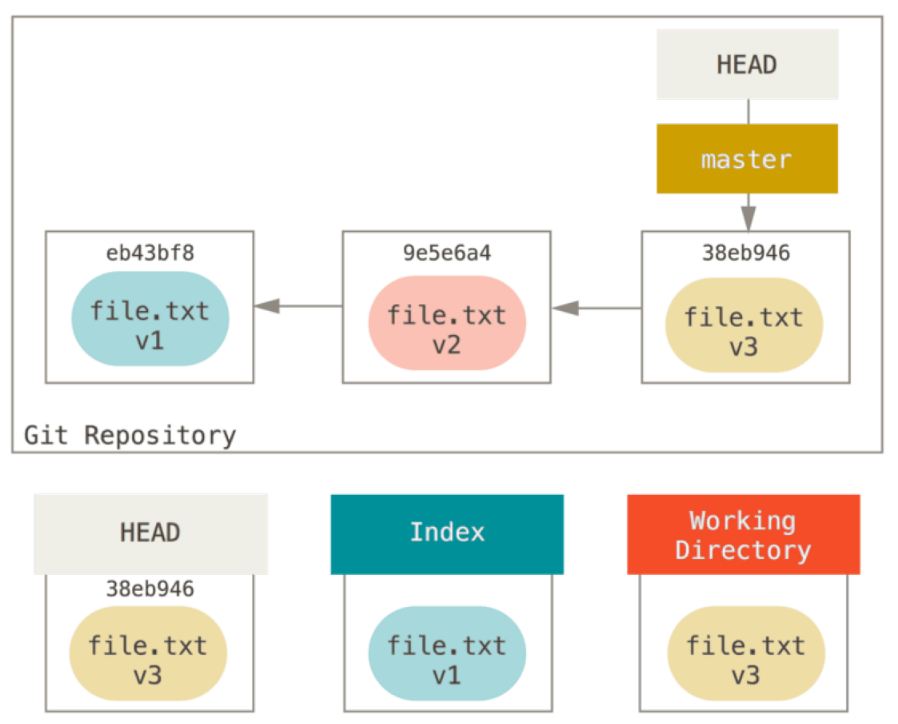 HEAD
master
eb43bf8
9e5e6a4
38eb946
file.txt
v1
file.txt
v2
file.txt
v3
Git Repository
HEAD
Index
Working
Directory
38eb946
file.txt
v3
file.txt
v1
file.txt
v3